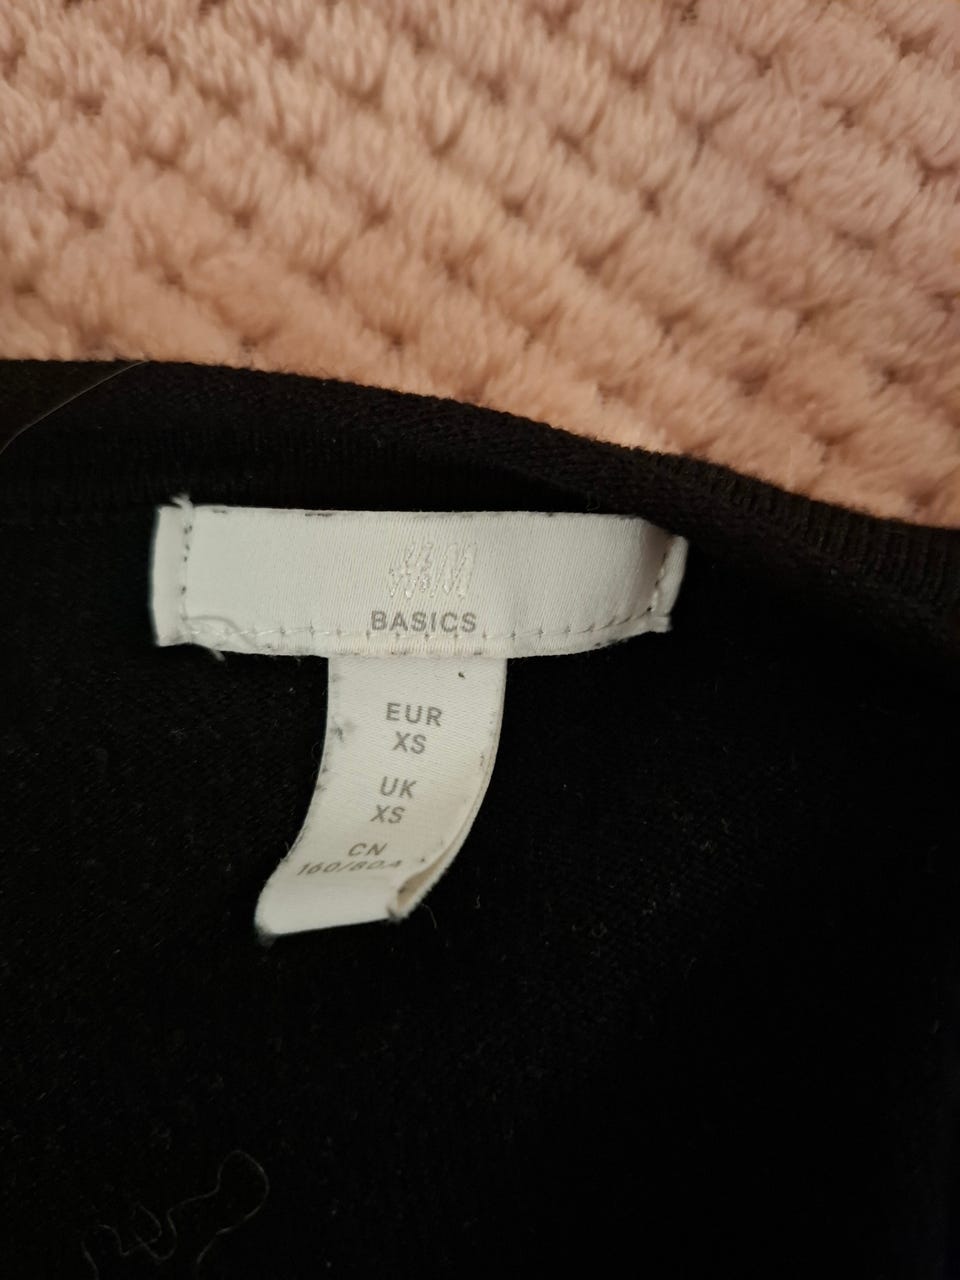 H&M
BASICS
EUR
XS
UK
XS
CN
160/80A